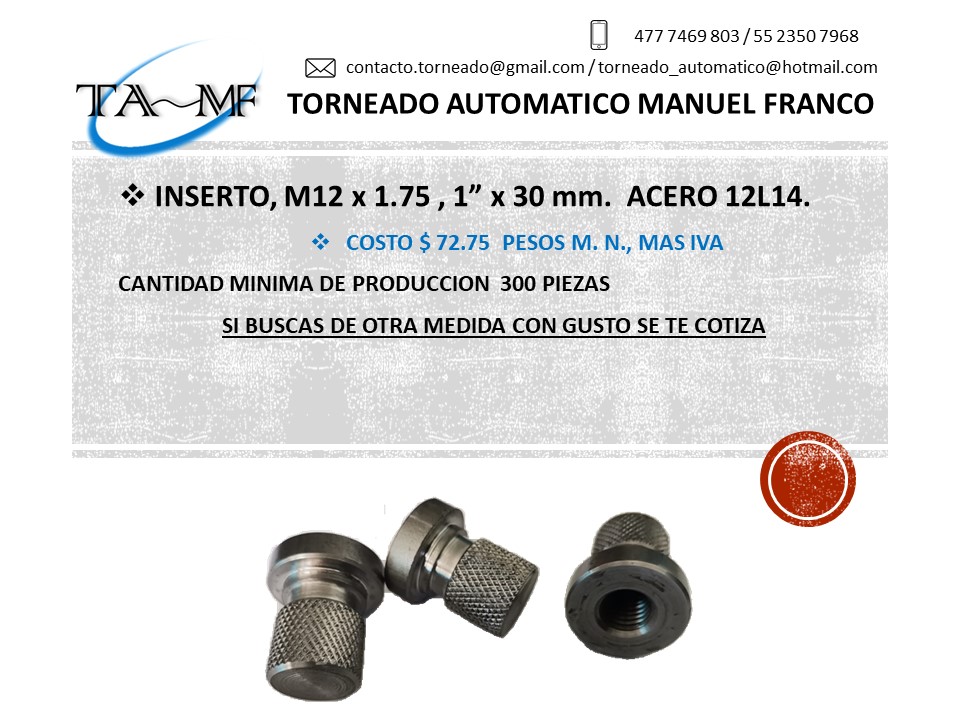 477 7469 803 / 55 2350 7968
contacto.torneado@gmail.com / torneado_automatico@hotmail.com
TA~MF
TORNEADO AUTOMATICO MANUEL FRANCO
❖ INSERTO, M12 x 1.75 , 1” x 30 mm. ACERO 12L14.
❖ COSTO $ 72.75 PESOS M. N., MAS IVA
CANTIDAD MINIMA DE PRODUCCION 300 PIEZAS
SI BUSCAS DE OTRA MEDIDA CON GUSTO SE TE COTIZA